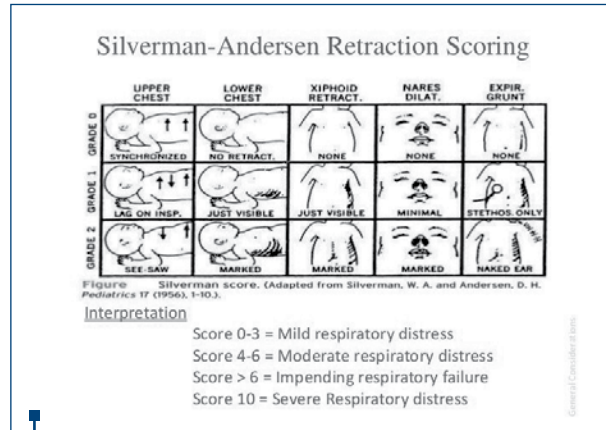 Silverman-Andersen Retraction Scoring
UPPER CHEST LOWER CHEST XIPHOID RETRACT. NARES DILAT. EXPIR. GRUNT
GRADE 0
SYNCHRONIZED NO RETRACT. NONE NONE NONE
GRADE 1
LAG ON INSP. JUST VISIBLE JUST VISIBLE MINIMAL STETHOS. ONLY
GRADE 2
SEE-SAW MARKED MARKED MARKED NAKED EAR
Figure Silverman score. (Adapted from Silverman, W. A. and Andersen, D. H.
Pediatrics 17 (1956), 1-10.).
Interpretation
Score 0-3 = Mild respiratory distress
Score 4-6 = Moderate respiratory distress
Score > 6 = Impending respiratory failure
Score 10 = Severe Respiratory distress
General Considerations